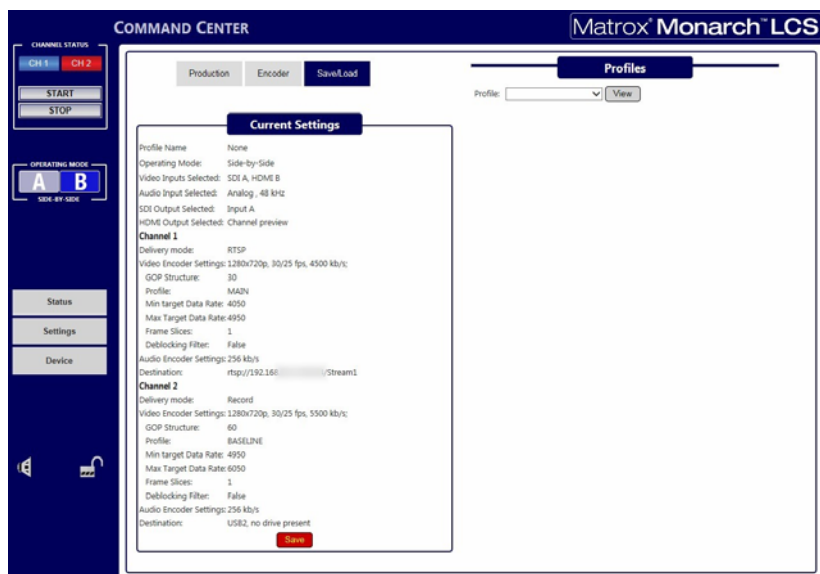 COMMAND CENTER
Matrox® Monarch™ LCS
CHANNEL STATUS
CH 1 CH 2
START
STOP
OPERATING MODE
A B
SIDE-BY-SIDE
Status
Settings
Device
Production Encoder Save/Load
Current Settings
Profile Name None
Operating Mode: Side-by-Side
Video Inputs Selected: SDI A, HDMI B
Audio Input Selected: Analog , 48 kHz
SDI Output Selected: Input A
HDMI Output Selected: Channel preview
Channel 1
Delivery mode: RTSP
Video Encoder Settings: 1280x720p, 30/25 fps, 4500 kb/s;
GOP Structure: 30
Profile: MAIN
Min target Data Rate: 4050
Max Target Data Rate: 4950
Frame Slices: 1
Deblocking Filter: False
Audio Encoder Settings: 256 kb/s
Destination: rtsp://192.168 /Stream1
Channel 2
Delivery mode: Record
Video Encoder Settings: 1280x720p, 30/25 fps, 5500 kb/s;
GOP Structure: 60
Profile: BASELINE
Min target Data Rate: 4950
Max Target Data Rate: 6050
Frame Slices: 1
Deblocking Filter: False
Audio Encoder Settings: 256 kb/s
Destination: USB2, no drive present
Save
Profiles
Profile: View